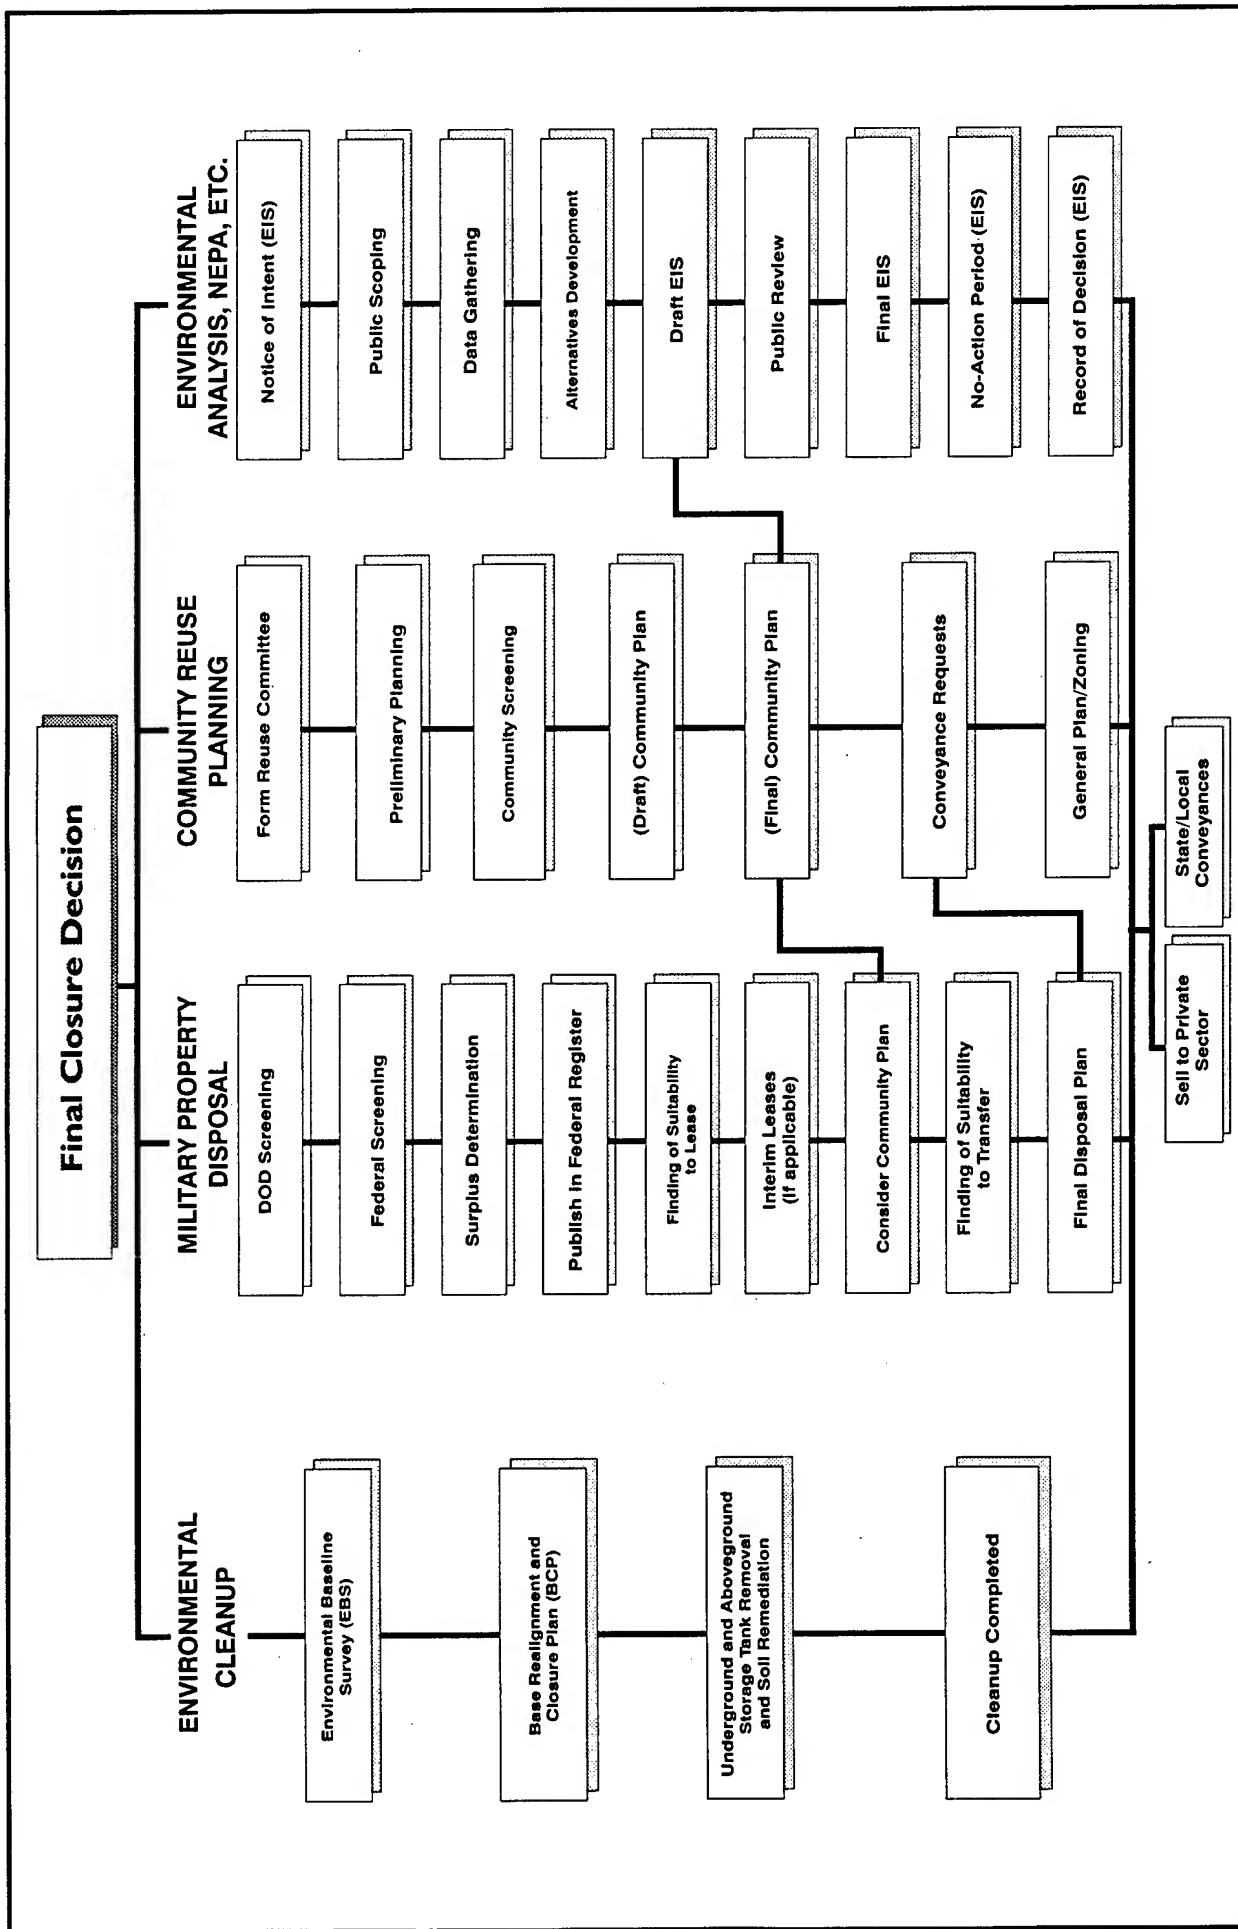 Final Closure Decision
ENVIRONMENTAL
CLEANUP
Environmental Baseline
Survey (EBS)
Base Realignment and
Closure Plan (BCP)
Underground and Aboveground
Storage Tank Removal
and Soil Remediation
Cleanup Completed
MILITARY PROPERTY
DISPOSAL
DOD Screening
Federal Screening
Surplus Determination
Publish in Federal Register
Finding of Suitability
to Lease
Interim Leases
(If applicable)
Consider Community Plan
Finding of Suitability
to Transfer
Final Disposal Plan
COMMUNITY REUSE
PLANNING
Form Reuse Committee
Preliminary Planning
Community Screening
(Draft) Community Plan
(Final) Community Plan
Conveyance Requests
General Plan/Zoning
ENVIRONMENTAL
ANALYSIS, NEPA, ETC.
Notice of Intent (EIS)
Public Scoping
Data Gathering
Alternatives Development
Draft EIS
Public Review
Final EIS
No-Action Period (EIS)
Record of Decision (EIS)
Sell to Private
Sector
State/Local
Conveyances